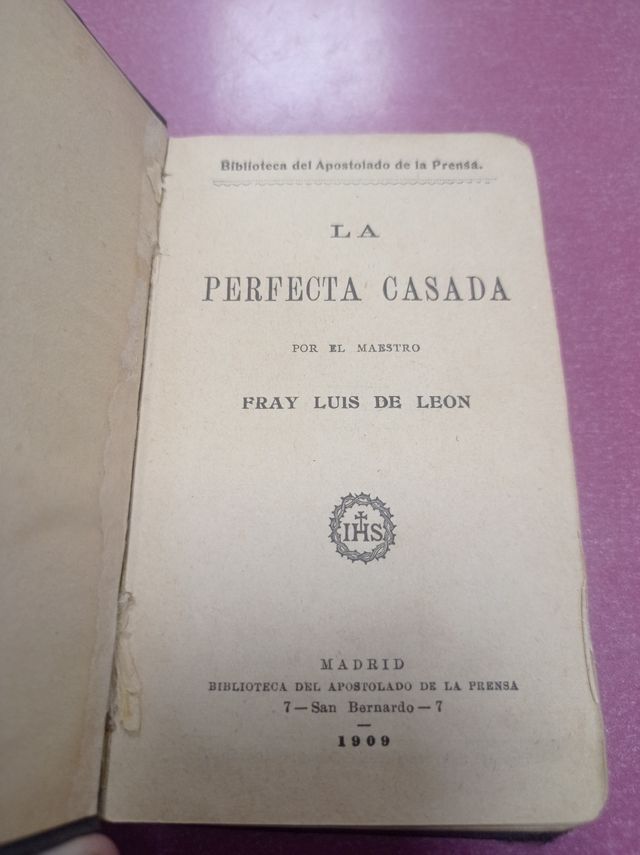 Biblioteca del Apostolado de la Prensa.
LA
PERFECTA CASADA
POR EL MAESTRO
FRAY LUIS DE LEON
IHS
MADRID
BIBLIOTECA DEL APOSTOLADO DE LA PRENSA
7—San Bernardo—7
1909